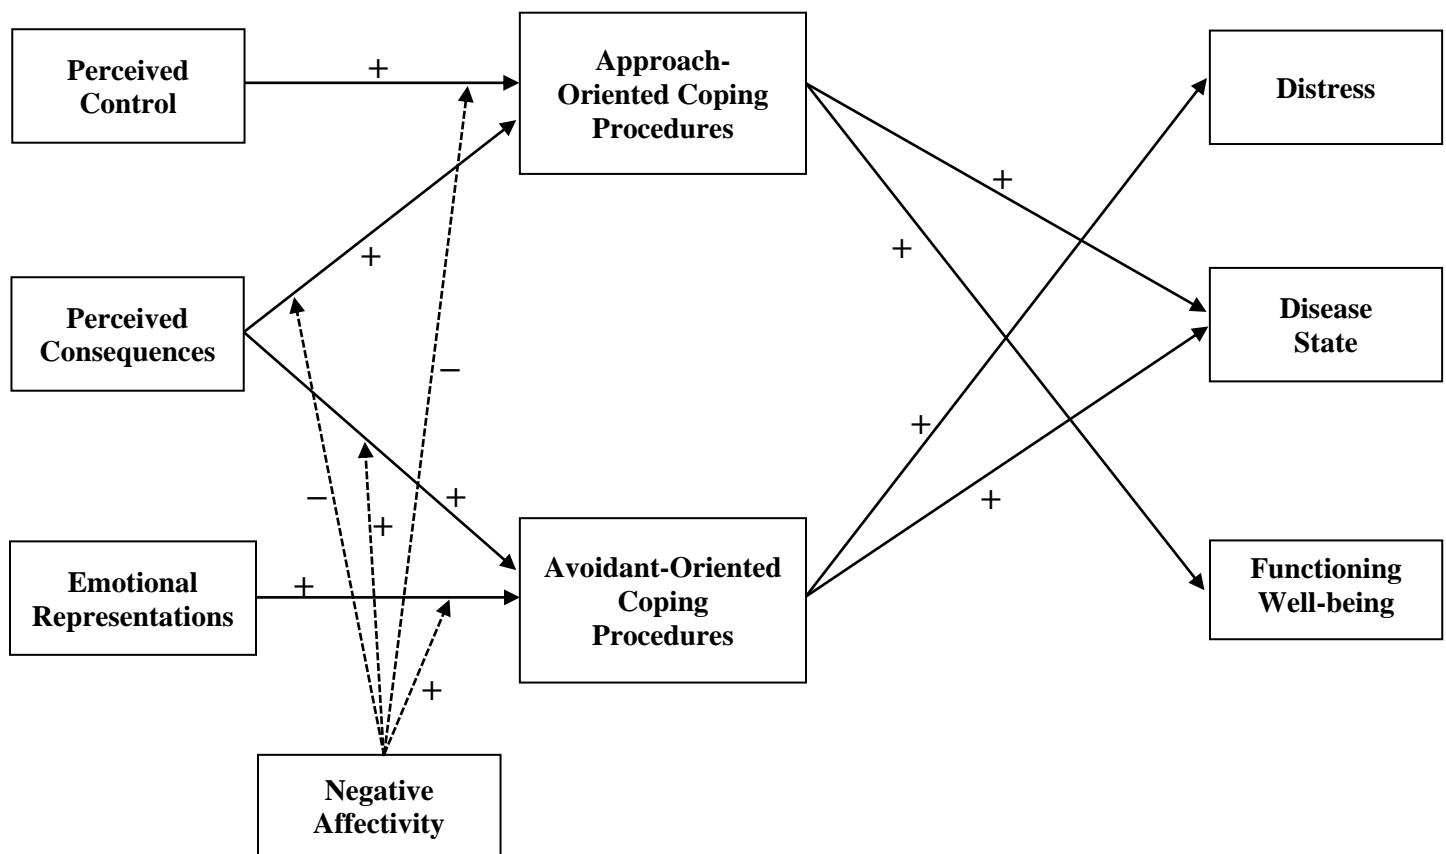 Perceived
Control
+
Approach-
Oriented Coping
Procedures
Distress
+
+
+
Perceived
Consequences
Disease
State
–
+
–
+
+
+
Emotional
Representations
+
Avoidant-Oriented
Coping
Procedures
Functioning
Well-being
+
Negative
Affectivity